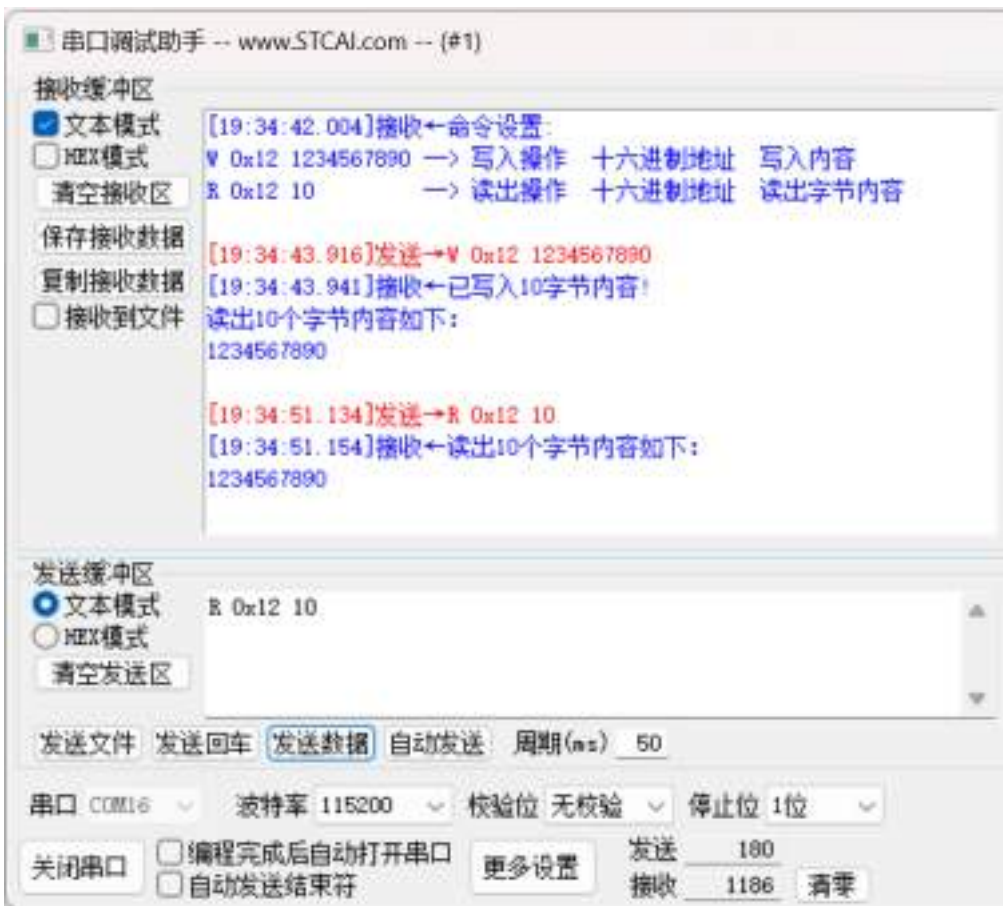 串口调试助手 -- www.STCAI.com -- (#1)
接收缓冲区
文本模式
HEX模式
清空接收区
保存接收数据
复制接收数据
接收到文件
[19:34:42.004]接收←命令设置:
W 0x12 1234567890 —> 写入操作 十六进制地址 写入内容
R 0x12 10 —> 读出操作 十六进制地址 读出字节内容
[19:34:43.916]发送→W 0x12 1234567890
[19:34:43.941]接收←已写入10字节内容!
读出10个字节内容如下：
1234567890
[19:34:51.134]发送→R 0x12 10
[19:34:51.154]接收←读出10个字节内容如下：
1234567890
发送缓冲区
文本模式
HEX模式
清空发送区
R 0x12 10
发送文件 发送回车 发送数据 自动发送 周期(ms) 50
串口 COM16 波特率 115200 校验位 无校验 停止位 1位
关闭串口
编程完成后自动打开串口
自动发送结束符
更多设置
发送 180
接收 1186 清零